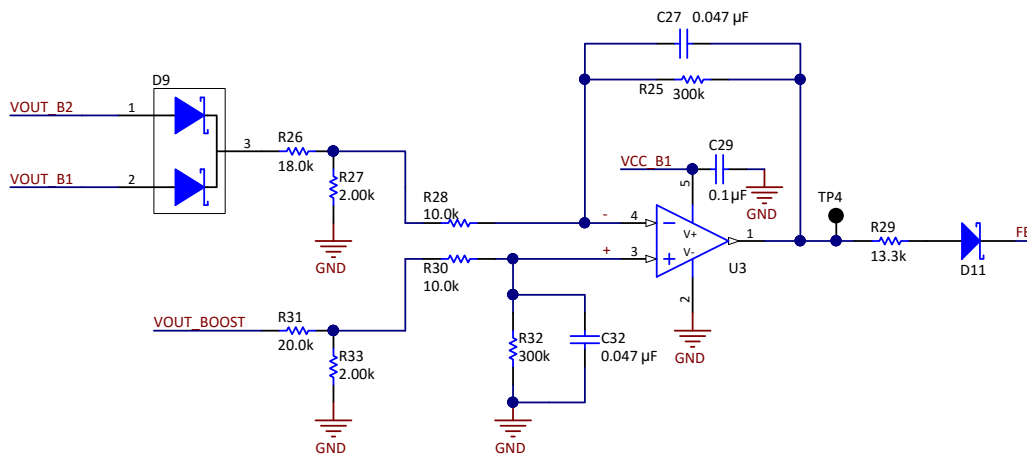 C27 0.047 µF
R25
300k
D9
VOUT_B2
1
3
R26
18.0k
VOUT_B1
2
R27
2.00k
GND
R28
10.0k
VCC_B1
C29
0.1µF
GND
5
- 4
V+
V-
1
U3
+ 3
2
GND
TP4
R29
13.3k
D11
R30
10.0k
VOUT_BOOST
R31
20.0k
R33
2.00k
GND
R32
300k
C32
0.047 µF
GND